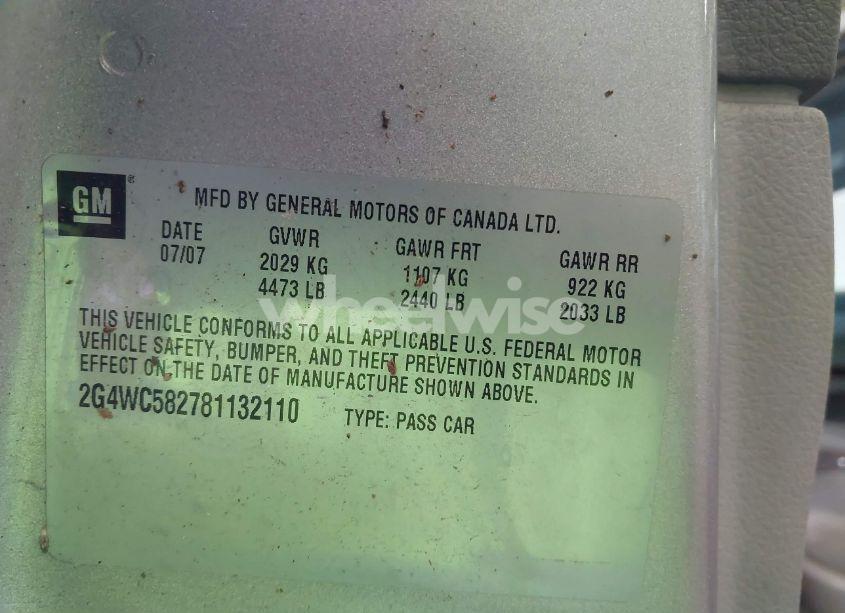 GM ®
MFD BY GENERAL MOTORS OF CANADA LTD.
DATE GVWR GAWR FRT GAWR RR
07/07 2029 KG 1107 KG 922 KG
4473 LB 2440 LB 2033 LB
wheelwise
THIS VEHICLE CONFORMS TO ALL APPLICABLE U.S. FEDERAL MOTOR
VEHICLE SAFETY, BUMPER, AND THEFT PREVENTION STANDARDS IN
EFFECT ON THE DATE OF MANUFACTURE SHOWN ABOVE.
2G4WC582781132110 TYPE: PASS CAR